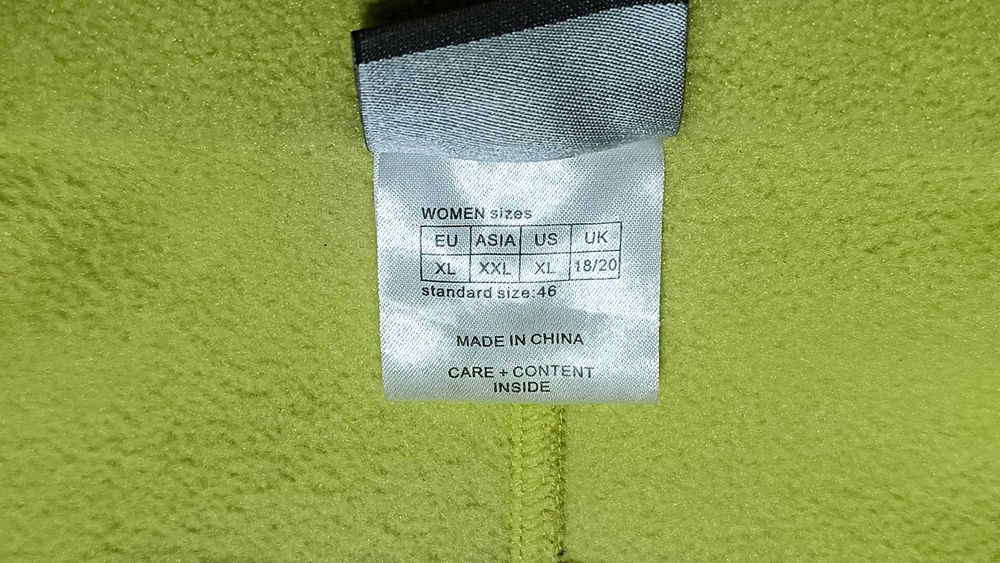 WOMEN sizes
EU ASIA US UK
XL XXL XL 18/20
standard size:46
MADE IN CHINA
CARE + CONTENT
INSIDE